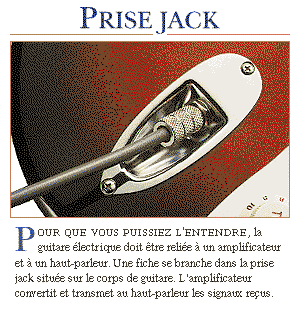 PRISE JACK
POUR QUE VOUS PUISSIEZ L'ENTENDRE, la
guitare électrique doit être reliée à un amplificateur
et à un haut-parleur. Une fiche se branche dans la prise
jack située sur le corps de guitare. L'amplificateur
convertit et transmet au haut-parleur les signaux reçus.